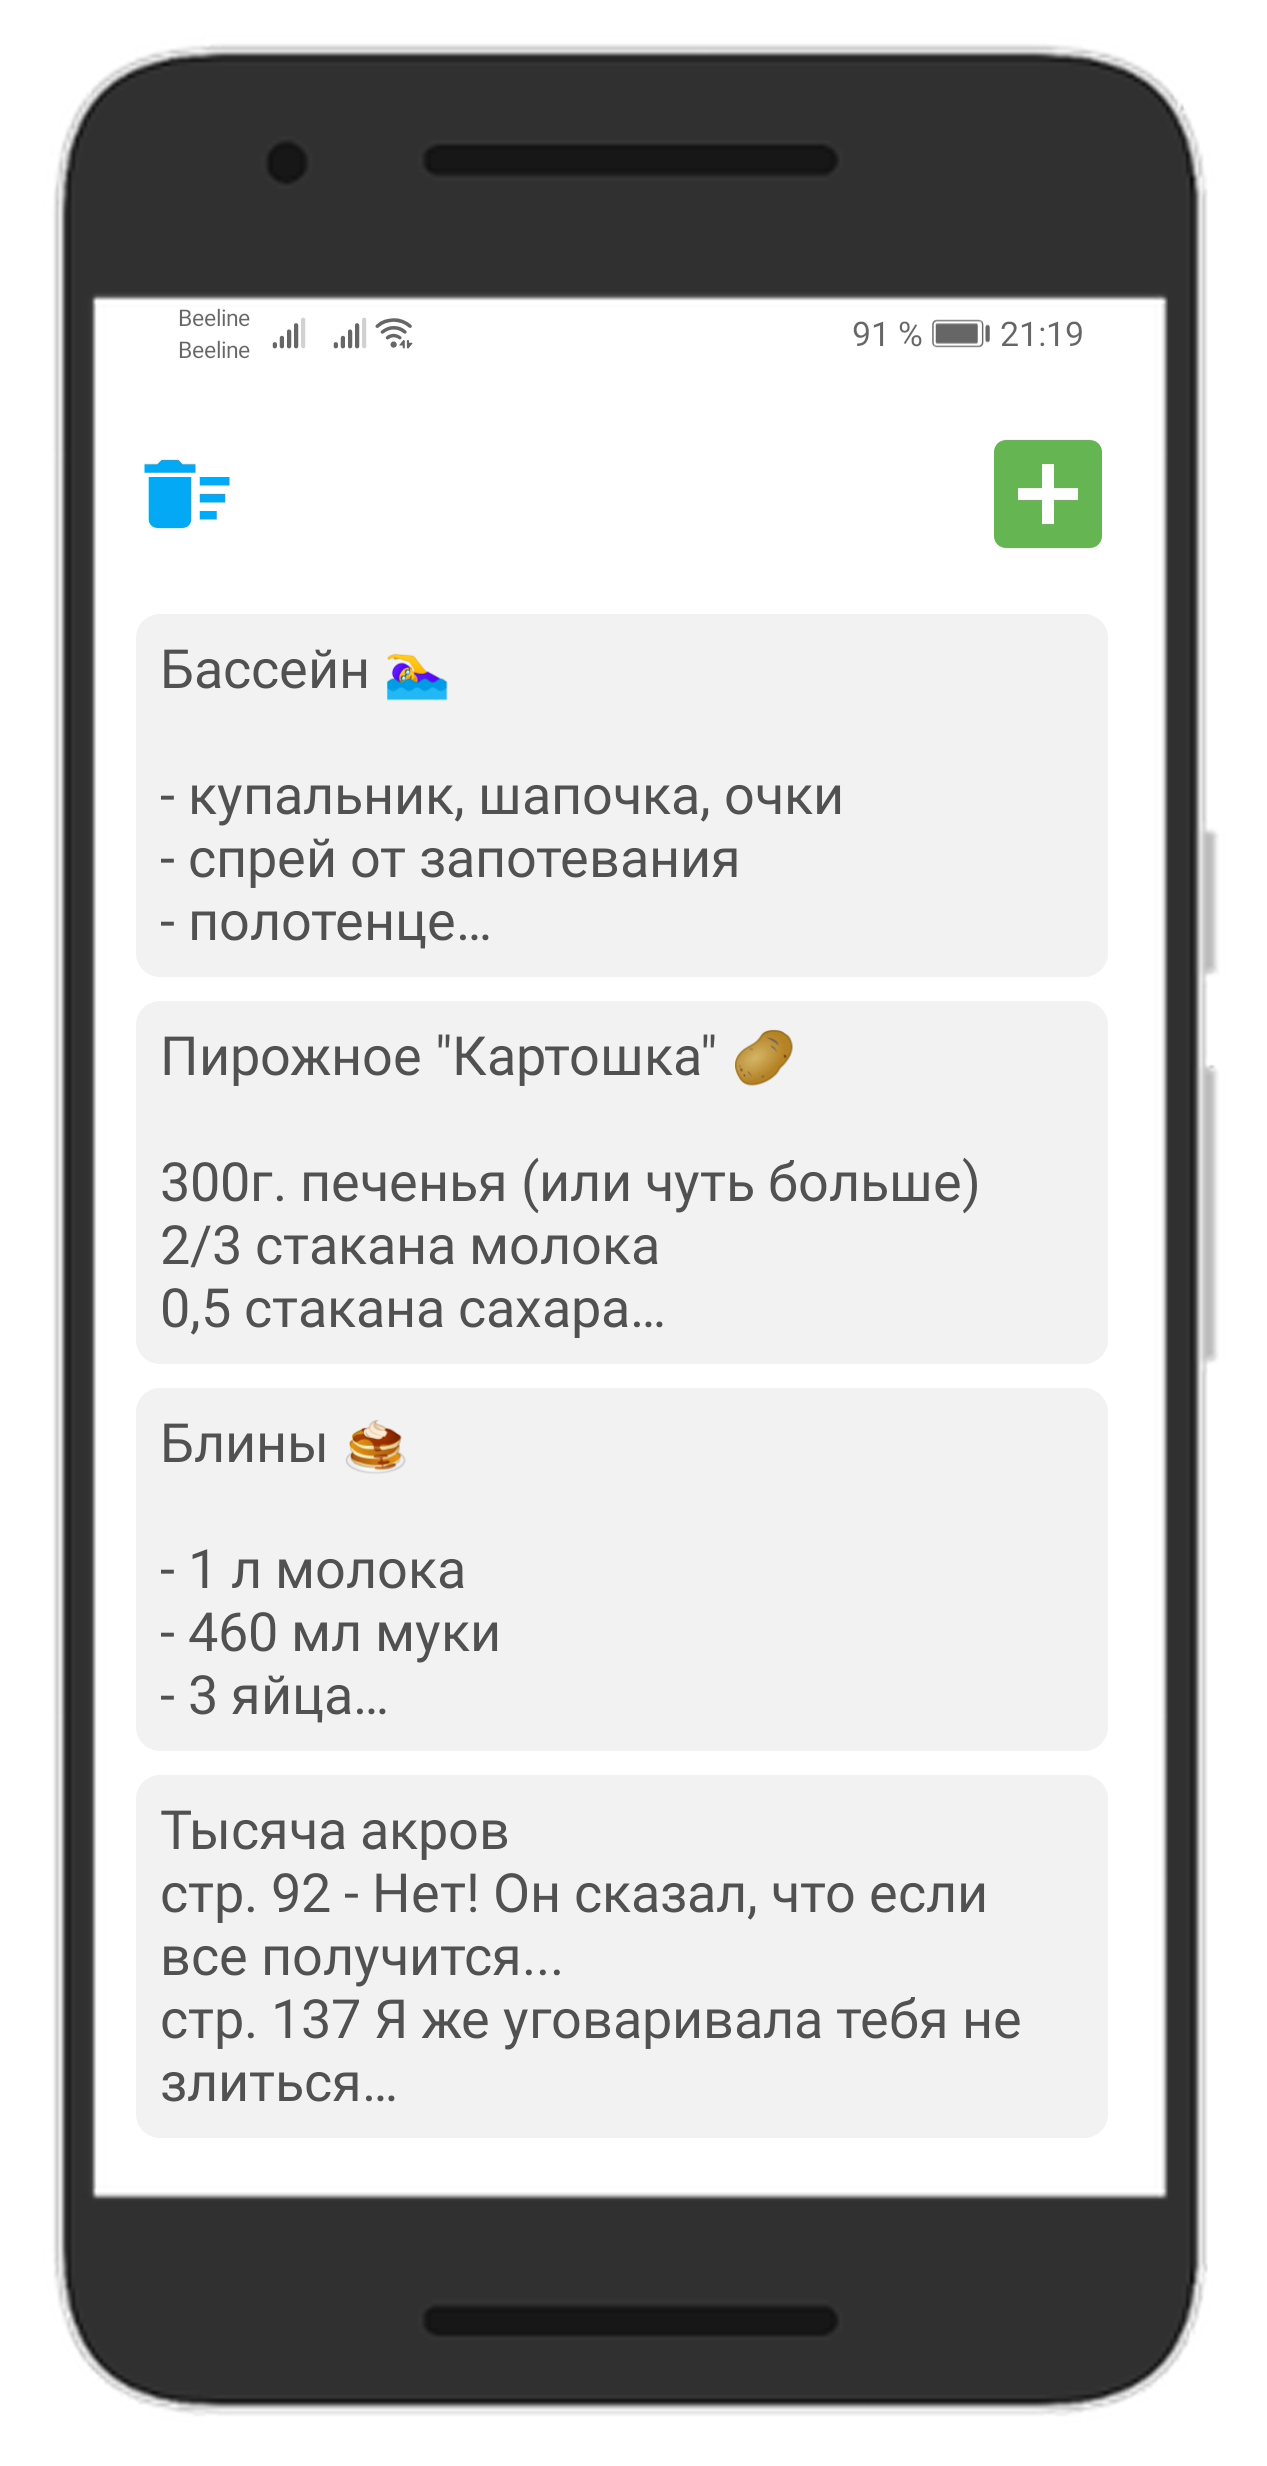 Beeline
Beeline
91 % 21:19
Бассейн 🏊‍♀️
- купальник, шапочка, очки
- спрей от запотевания
- полотенце…
Пирожное "Картошка" 🥔
300г. печенья (или чуть больше)
2/3 стакана молока
0,5 стакана сахара…
Блины 🥞
- 1 л молока
- 460 мл муки
- 3 яйца…
Тысяча акров
стр. 92 - Нет! Он сказал, что если
все получится...
стр. 137 Я же уговаривала тебя не
злиться…